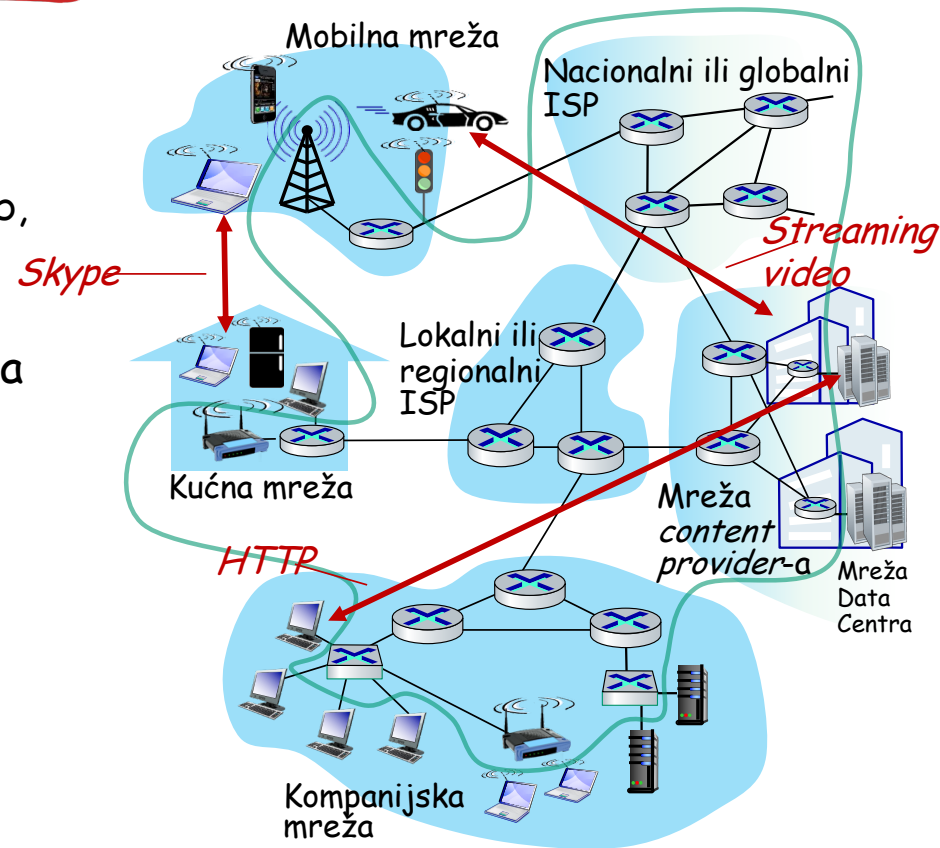 Mobilna mreža
Nacionalni ili globalni
ISP
Streaming
video
Skype
Lokalni ili
regionalni
ISP
a
Kućna mreža
Mreža
content
provider-a
Mreža
Data
Centra
HTTP
Kompanijska
mreža